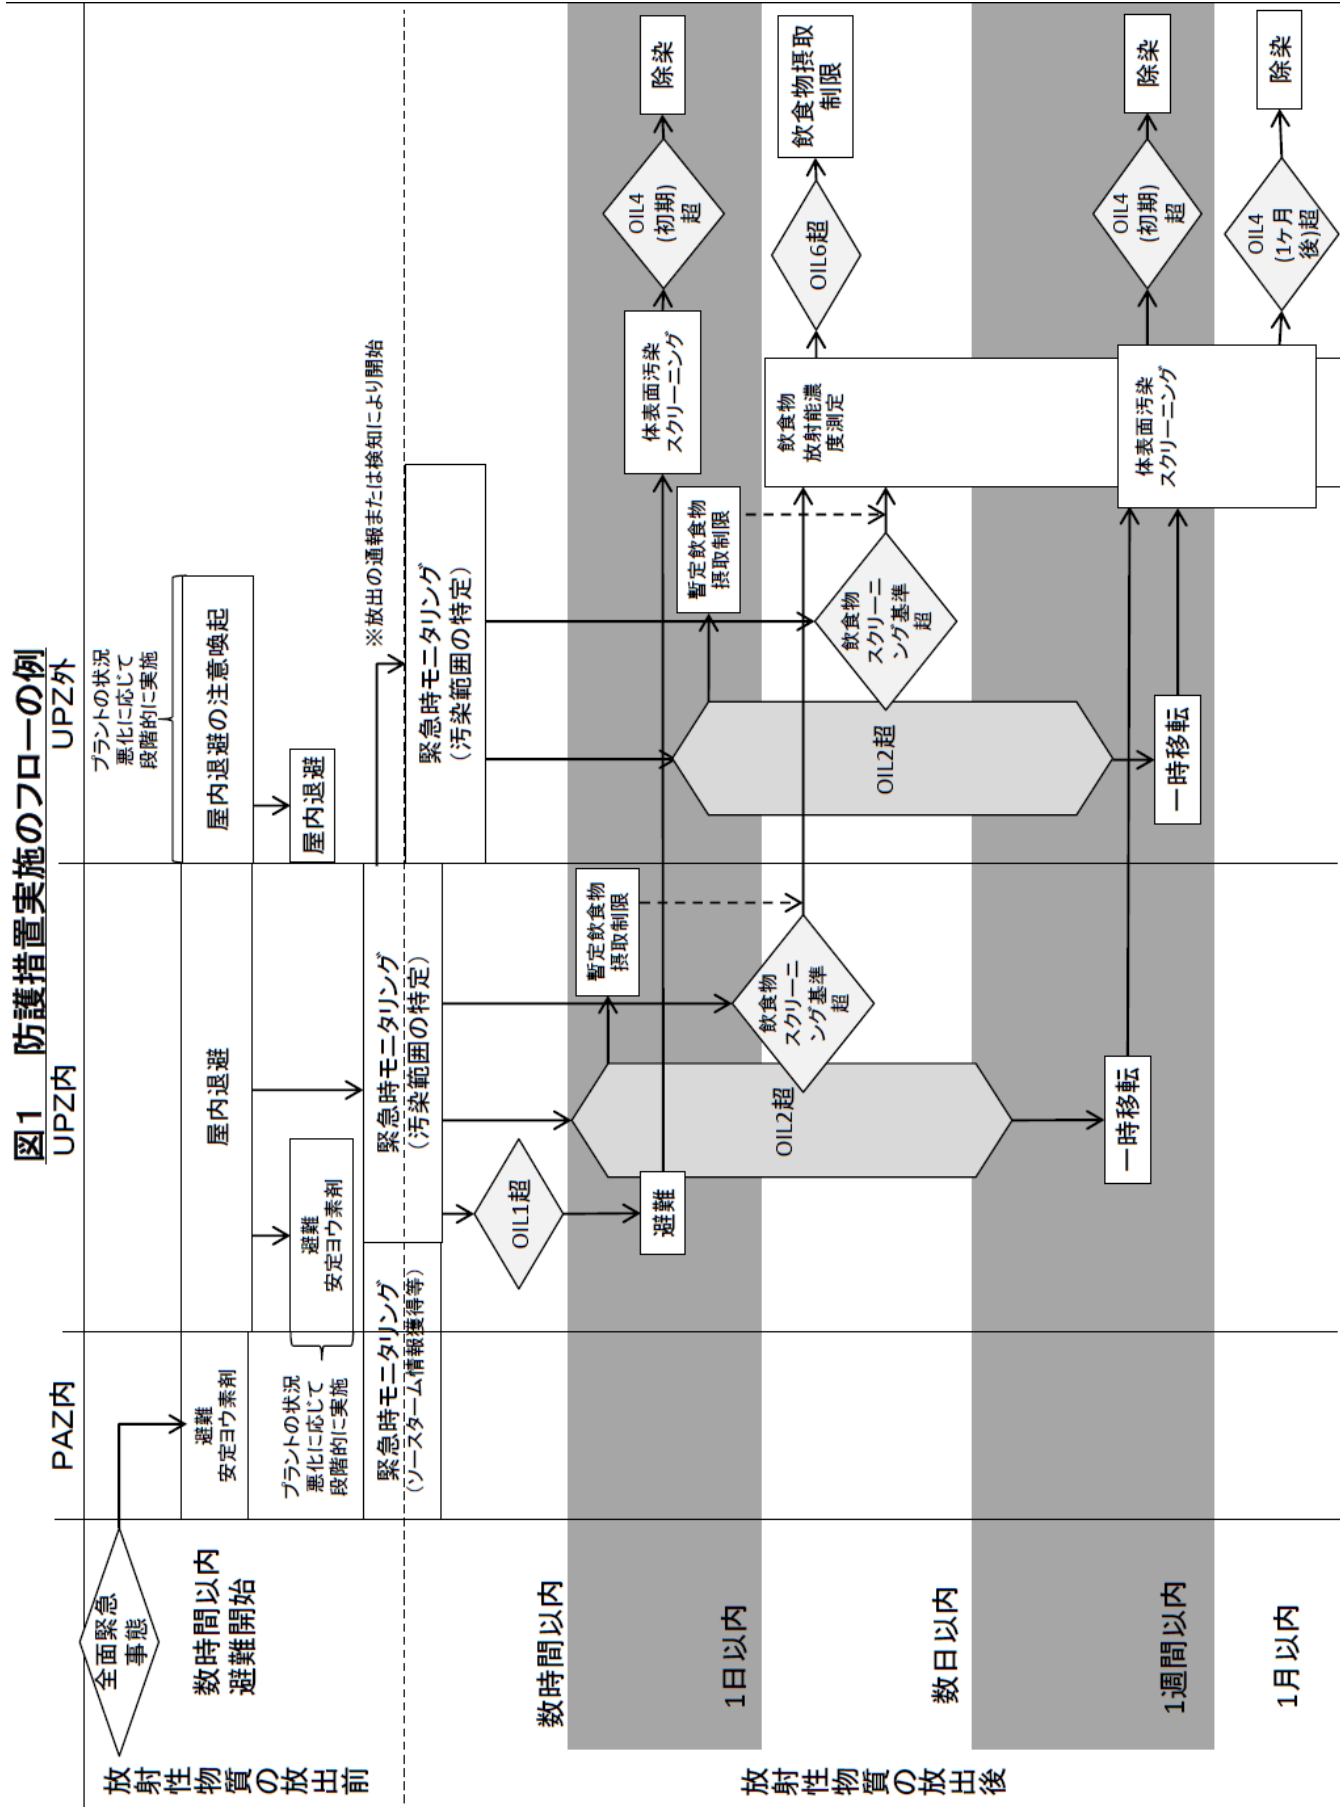 図1 防護措置実施のフローの例
PAZ内
UPZ内
UPZ外
放射性物質の放出前
全面緊急
事態
数時間以内
避難開始
避難
安定ヨウ素剤
屋内退避
プラントの状況
悪化に応じて
段階的に実施
屋内退避の注意喚起
プラントの状況
悪化に応じて
段階的に実施
避難
安定ヨウ素剤
屋内退避
※放出の通報または検知により開始
緊急時モニタリング
(ソースターム情報獲得等)
緊急時モニタリング
(汚染範囲の特定)
緊急時モニタリング
(汚染範囲の特定)
放射性物質の放出後
数時間以内
OIL1超
1日以内
避難
暫定飲食物
摂取制限
体表面汚染
スクリーニング
OIL4
(初期)
超
除染
暫定飲食物
摂取制限
数日以内
OIL2超
飲食物
スクリーニ
ング基準
超
OIL2超
飲食物
スクリーニ
ング基準
超
飲食物
放射能濃
度測定
OIL6超
飲食物摂取
制限
1週間以内
一時移転
一時移転
体表面汚染
スクリーニング
OIL4
(初期)
超
除染
1月以内
OIL4
(1ヶ月
後)超
除染